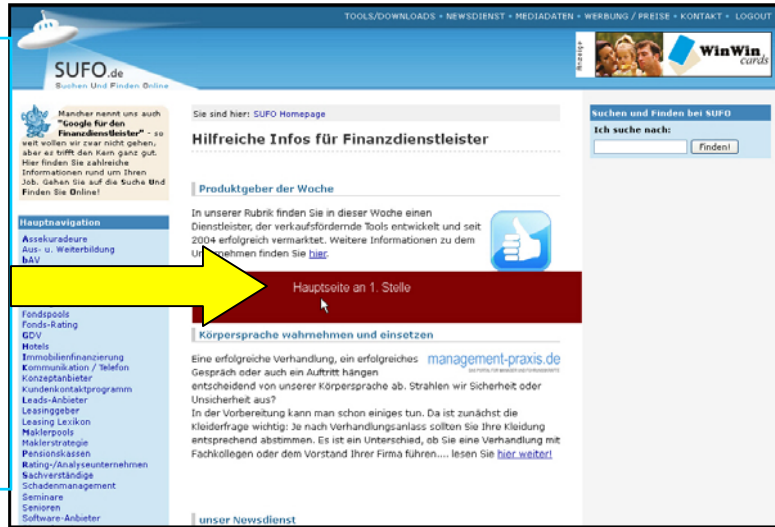 TOOLS/DOWNLOADS • NEWSDIENST • MEDIADATEN • WERBUNG / PREISE • KONTAKT • LOGOUT
SUFO.de
Suchen Und Finden Online
Anzeige
WinWin
cards
Mancher nennt uns auch
"Google für den
Finanzdienstleister" - so
weit wollen wir zwar nicht gehen,
aber es trifft den Kern ganz gut.
Hier finden Sie zahlreiche
Informationen rund um Ihren
Job. Gehen Sie auf die Suche Und
Finden Sie Online!
Hauptnavigation
Assekuradeure
Aus- u. Weiterbildung
bAV
Fondspools
Fonds-Rating
GDV
Hotels
Immobilienfinanzierung
Kommunikation / Telefon
Konzeptanbieter
Kundenkontaktprogramm
Leads-Anbieter
Leasinggeber
Leasing Lexikon
Maklerpools
Maklerstrategie
Pensionskassen
Rating-/Analyseunternehmen
Sachverständige
Schadenmanagement
Seminare
Senioren
Software-Anbieter
Sie sind hier: SUFO Homepage
Hilfreiche Infos für Finanzdienstleister
Produktgeber der Woche
In unserer Rubrik finden Sie in dieser Woche einen
Dienstleister, der verkaufsfördernde Tools entwickelt und seit
2004 erfolgreich vermarktet. Weitere Informationen zu dem
Unternehmen finden Sie hier.
Hauptseite an 1. Stelle
Körpersprache wahrnehmen und einsetzen
Eine erfolgreiche Verhandlung, ein erfolgreiches
Gespräch oder auch ein Auftritt hängen
entscheidend von unserer Körpersprache ab. Strahlen wir Sicherheit oder
Unsicherheit aus?
In der Vorbereitung kann man schon einiges tun. Da ist zunächst die
Kleiderfrage wichtig: Je nach Verhandlungsanlass sollten Sie Ihre Kleidung
entsprechend abstimmen. Es ist ein Unterschied, ob Sie eine Verhandlung mit
Fachkollegen oder dem Vorstand Ihrer Firma führen.... lesen Sie hier weiter!
management-praxis.de
unser Newsdienst
Suchen und Finden bei SUFO
Ich suche nach:
Finden!